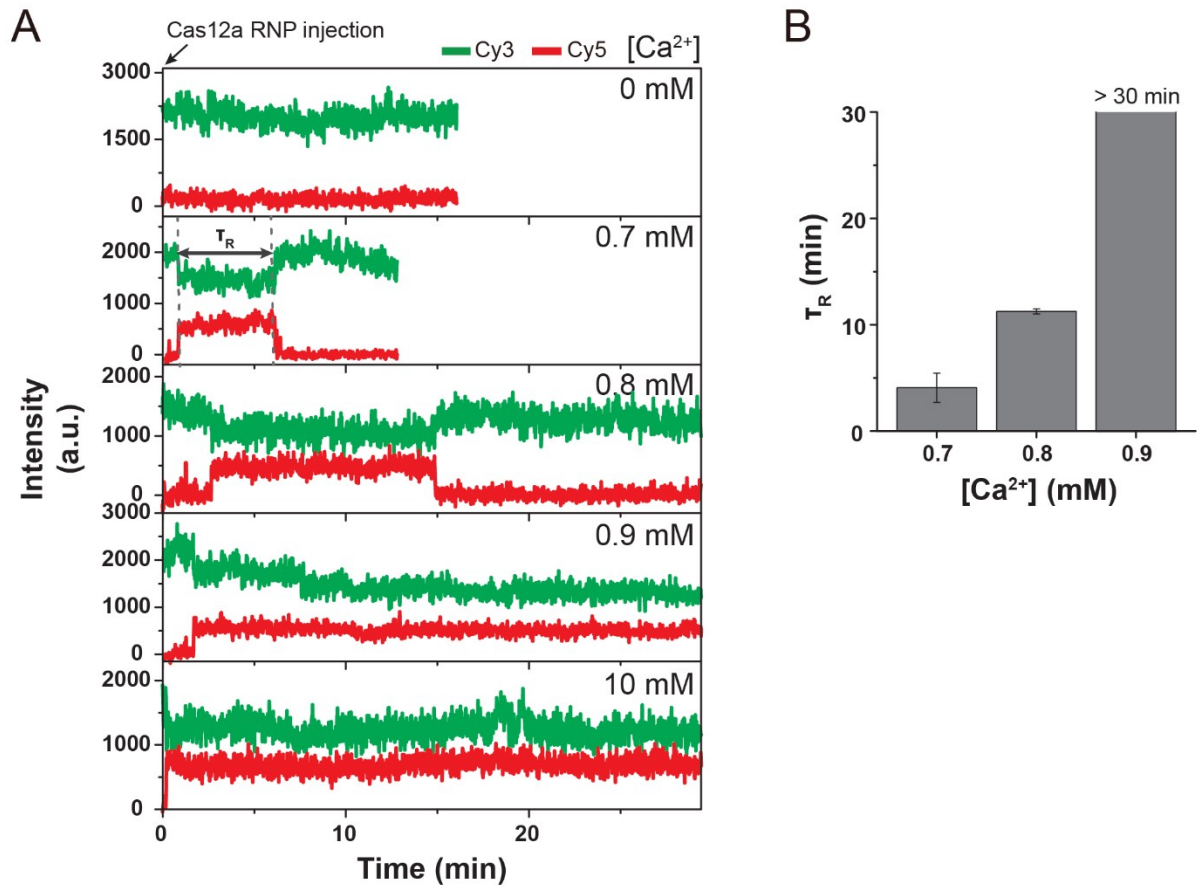 A
Cas12a RNP injection
Cy3 Cy5 [Ca²⁺]
3000
1500
0
0 mM
2000
1000
0
τR
0.7 mM
2000
1000
0
0.8 mM
3000
2000
1000
0
0.9 mM
2000
1000
0
10 mM
0 10 20
Time (min)
Intensity
(a.u.)
B
> 30 min
30
20
10
0
τR (min)
0.7 0.8 0.9
[Ca²⁺] (mM)